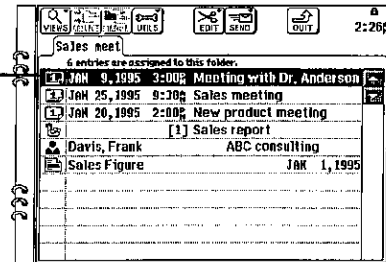 VIEWS UTILS EDIT SEND QUIT 2:26P
Sales meet
6 entries are assigned to this folder.
JAN 9,1995 3:00P Meeting with Dr. Anderson
JAN 25,1995 9:30A Sales meeting
JAN 20,1995 2:00P New product meeting
[1] Sales report
Davis, Frank ABC consulting
Sales Figure JAN 1,1995